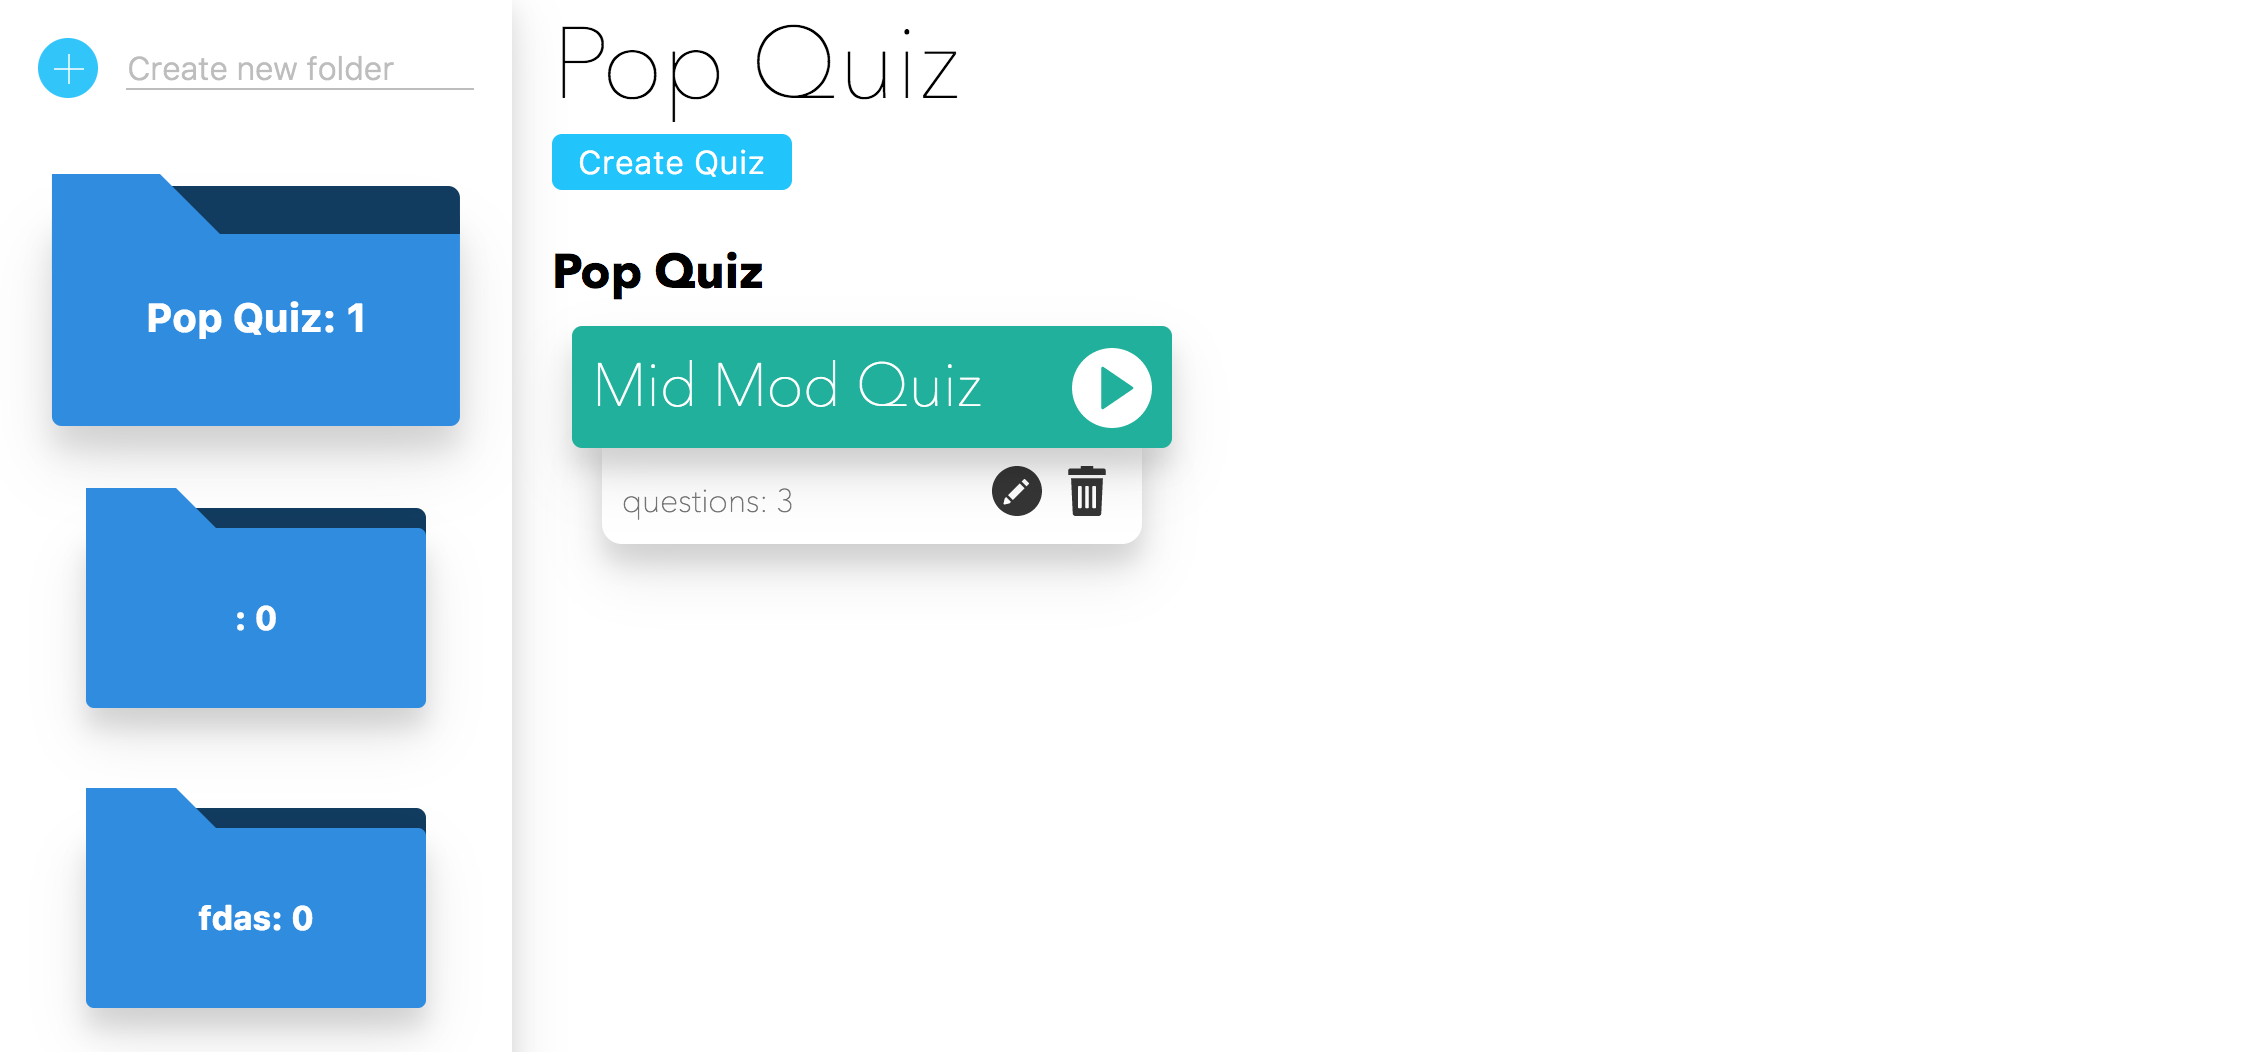 Create new folder
Pop Quiz: 1
: 0
fdas: 0
Pop Quiz
Create Quiz
Pop Quiz
Mid Mod Quiz
questions: 3